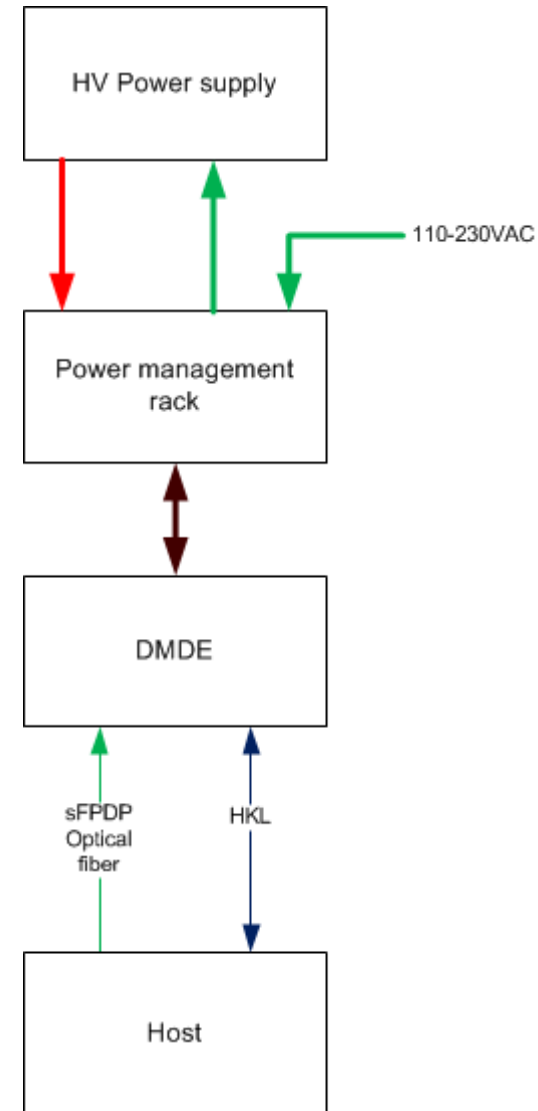 HV Power supply
110-230VAC
Power management
rack
DMDE
sFPDP
Optical
fiber
HKL
Host